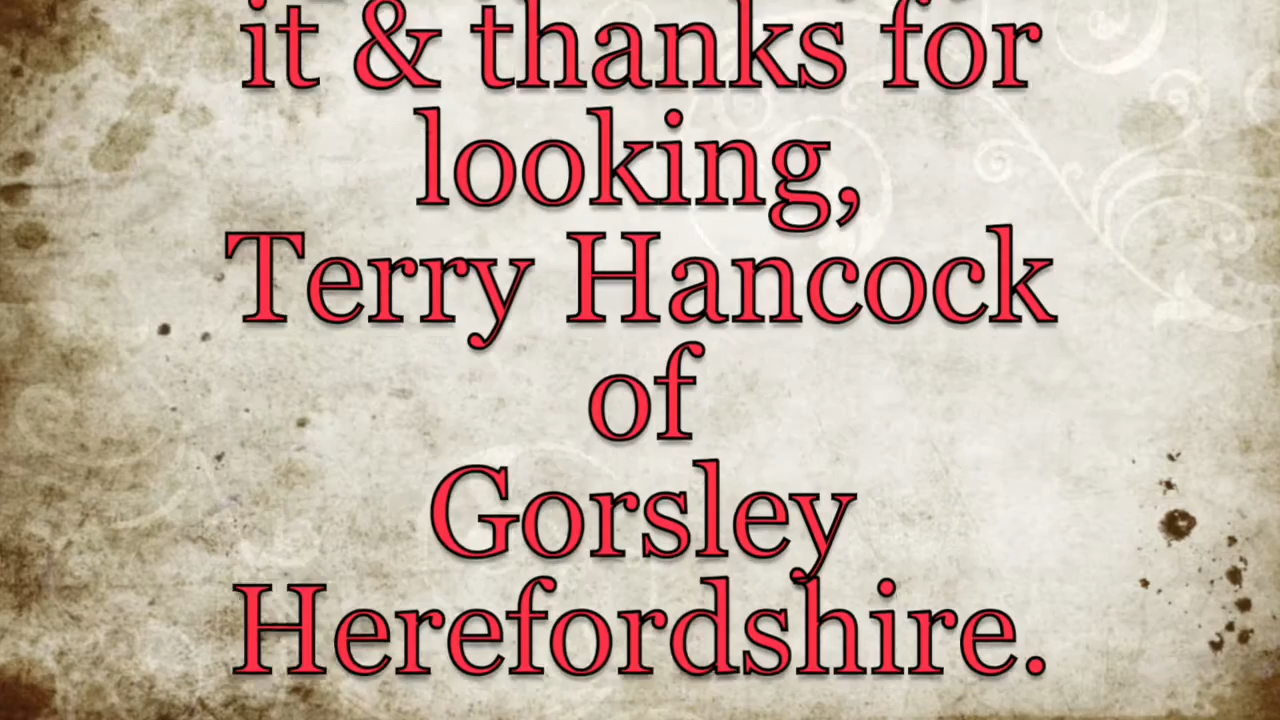 it & thanks for
looking,
Terry Hancock
of
Gorsley
Herefordshire.